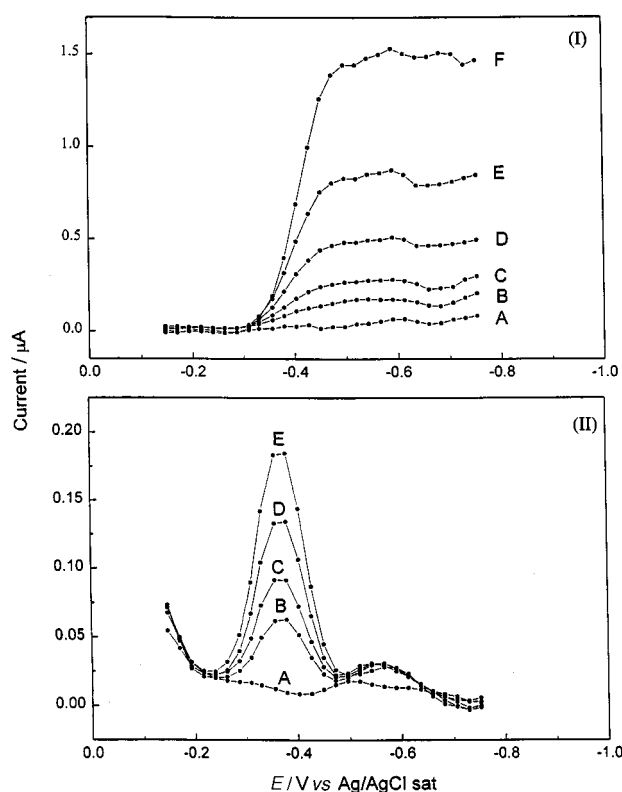 (I)
1.5
1.0
0.5
0.0
F
E
D
C
B
A
0.0 -0.2 -0.4 -0.6 -0.8 -1.0
Current / μA
(II)
0.20
0.15
0.10
0.05
0.00
E
D
C
B
A
0.0 -0.2 -0.4 -0.6 -0.8 -1.0
E / V vs Ag/AgCl sat